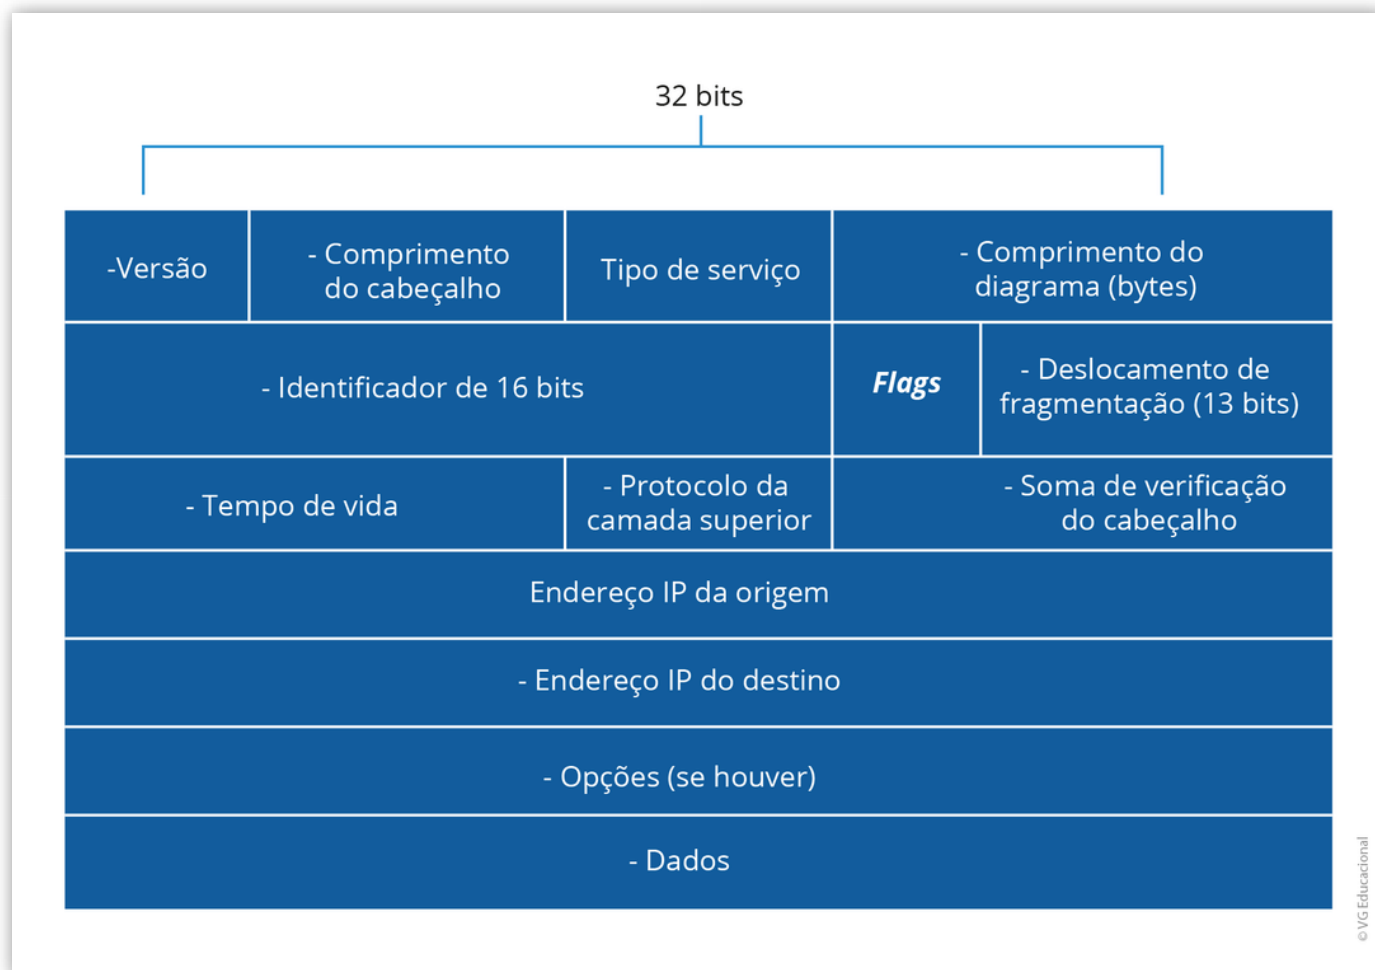 32 bits
-Versão
- Comprimento
do cabeçalho
Tipo de serviço
- Comprimento do
diagrama (bytes)
- Identificador de 16 bits
Flags
- Deslocamento de
fragmentação (13 bits)
- Tempo de vida
- Protocolo da
camada superior
- Soma de verificação
do cabeçalho
Endereço IP da origem
- Endereço IP do destino
- Opções (se houver)
- Dados
© VG Educacional